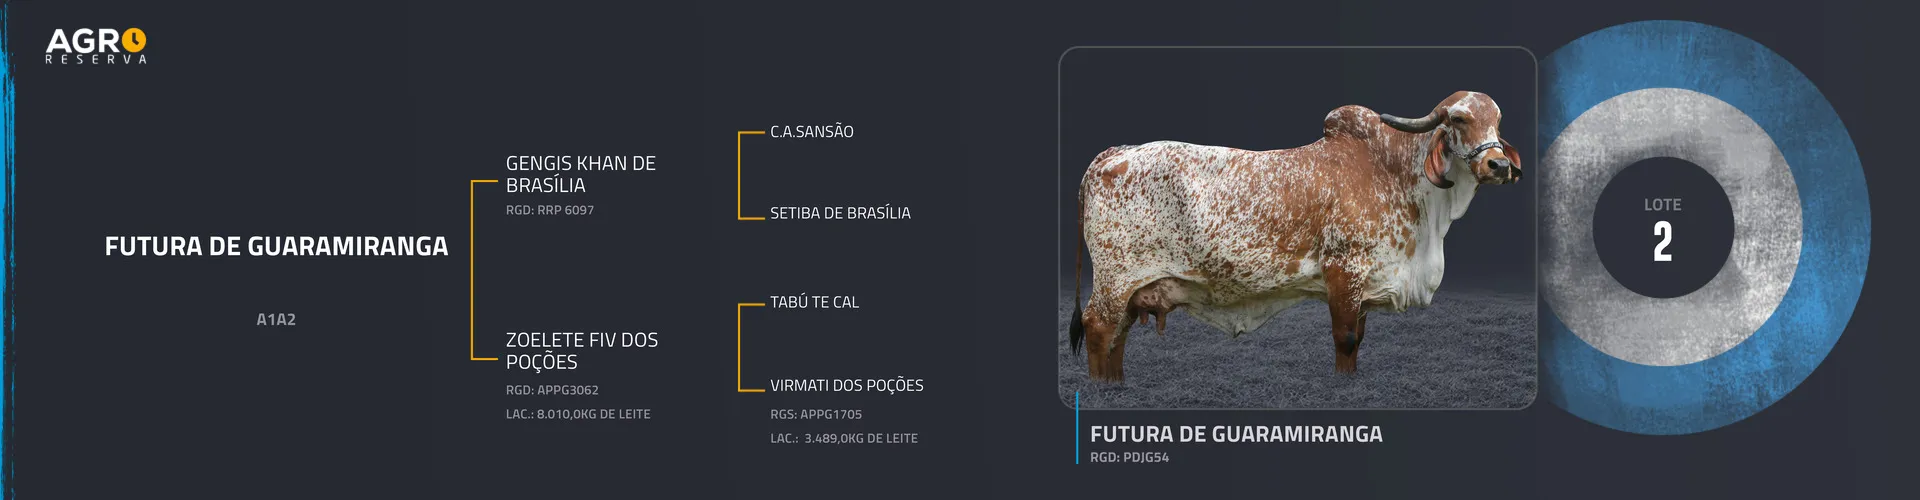 AGRO
RESERVA
FUTURA DE GUARAMIRANGA
A1A2
GENGIS KHAN DE
BRASÍLIA
RGD: RRP 6097
ZOELETE FIV DOS
POÇÕES
RGD: APPG3062
LAC.: 8.010,0KG DE LEITE
C.A.SANSÃO
SETIBA DE BRASÍLIA
TABÚ TE CAL
VIRMATI DOS POÇÕES
RGS: APPG1705
LAC.: 3.489,0KG DE LEITE
FUTURA DE GUARAMIRANGA
RGD: PDJG54
LOTE
2